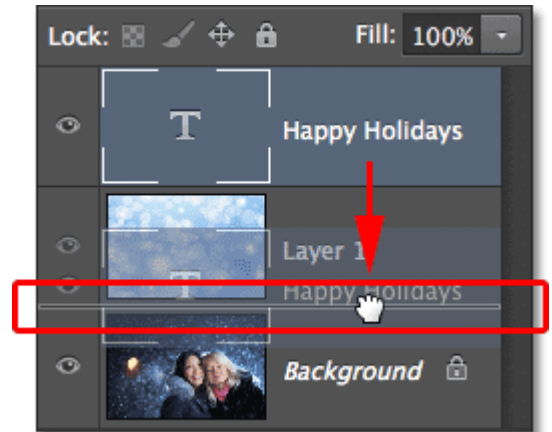 Lock: Fill: 100%
T
Happy Holidays
Layer 1
T
Happy Holidays
Background